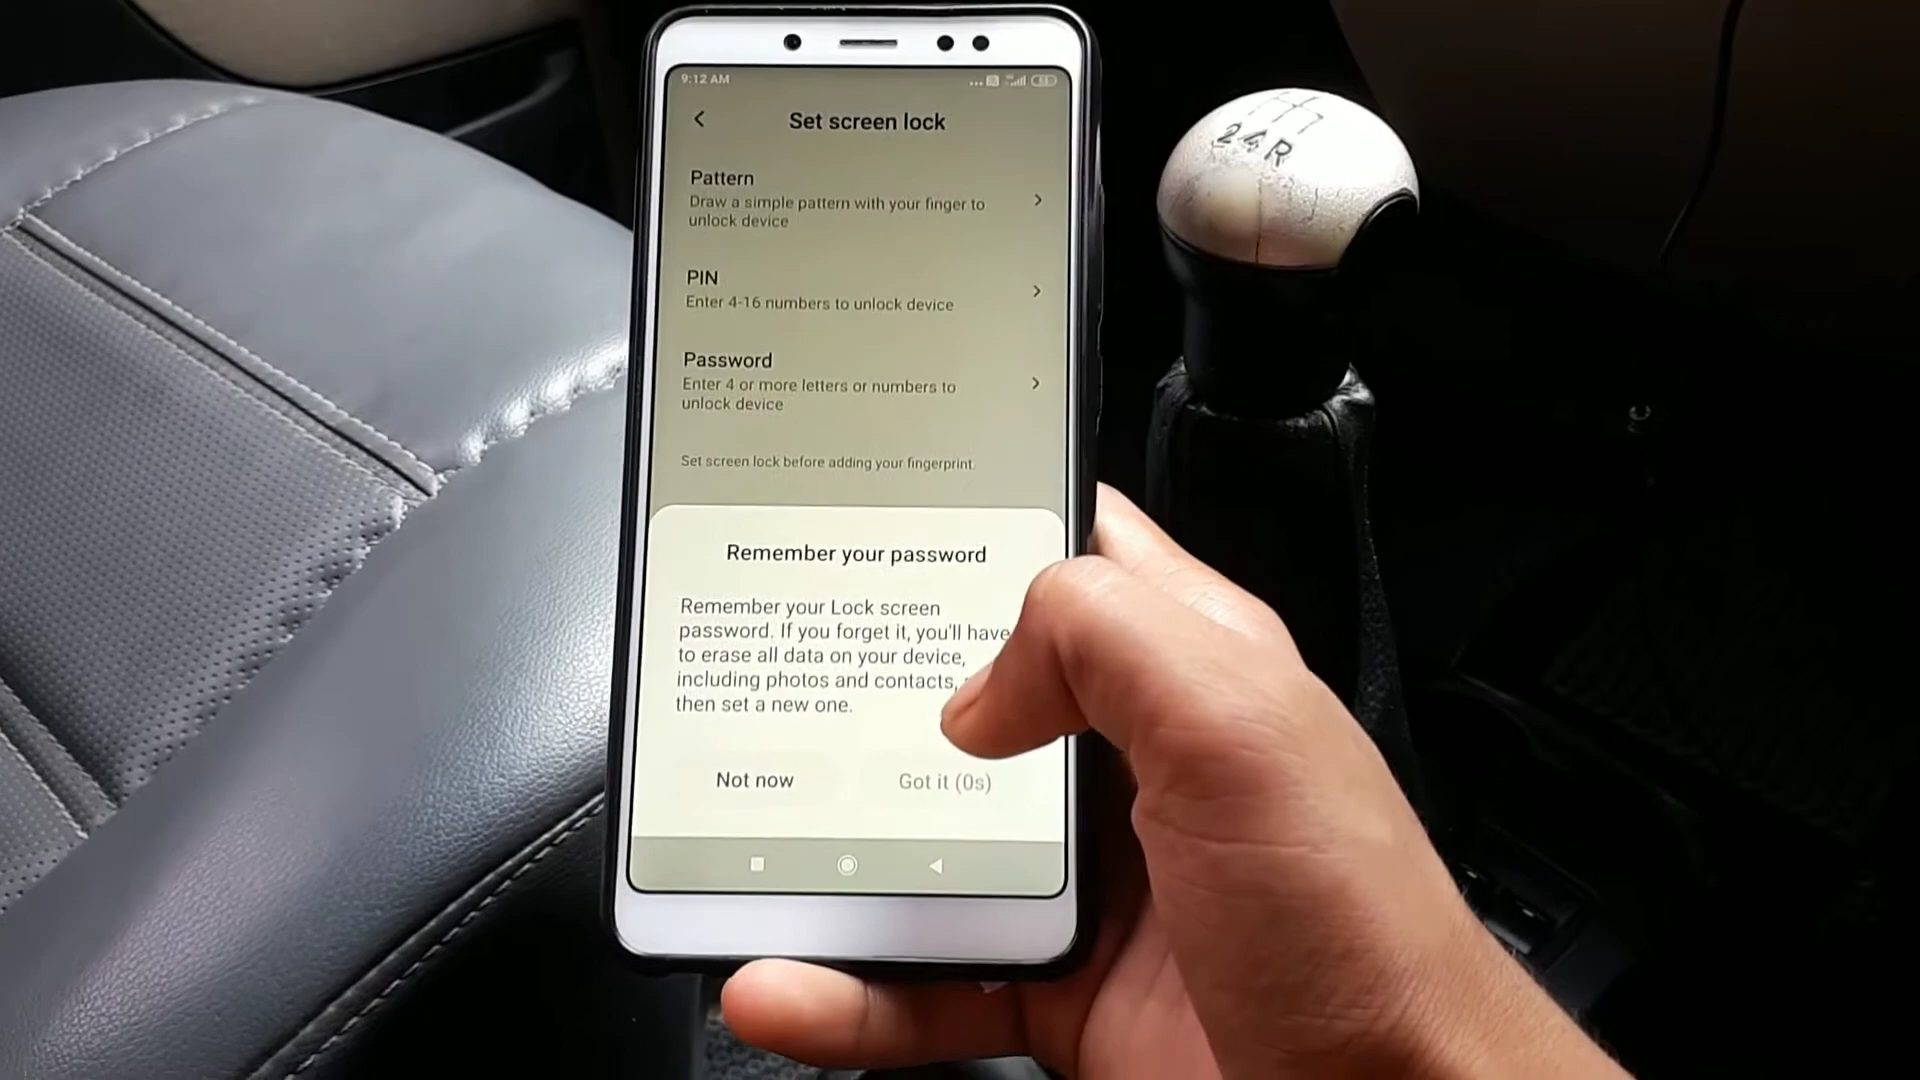 9:12 AM
Set screen lock
Pattern
Draw a simple pattern with your finger to
unlock device
PIN
Enter 4-16 numbers to unlock device
Password
Enter 4 or more letters or numbers to
unlock device
Set screen lock before adding your fingerprint
Remember your password
Remember your Lock screen
password. If you forget it, you'll have
to erase all data on your device,
including photos and contacts,
then set a new one.
Not now Got it (0s)
2 4 R